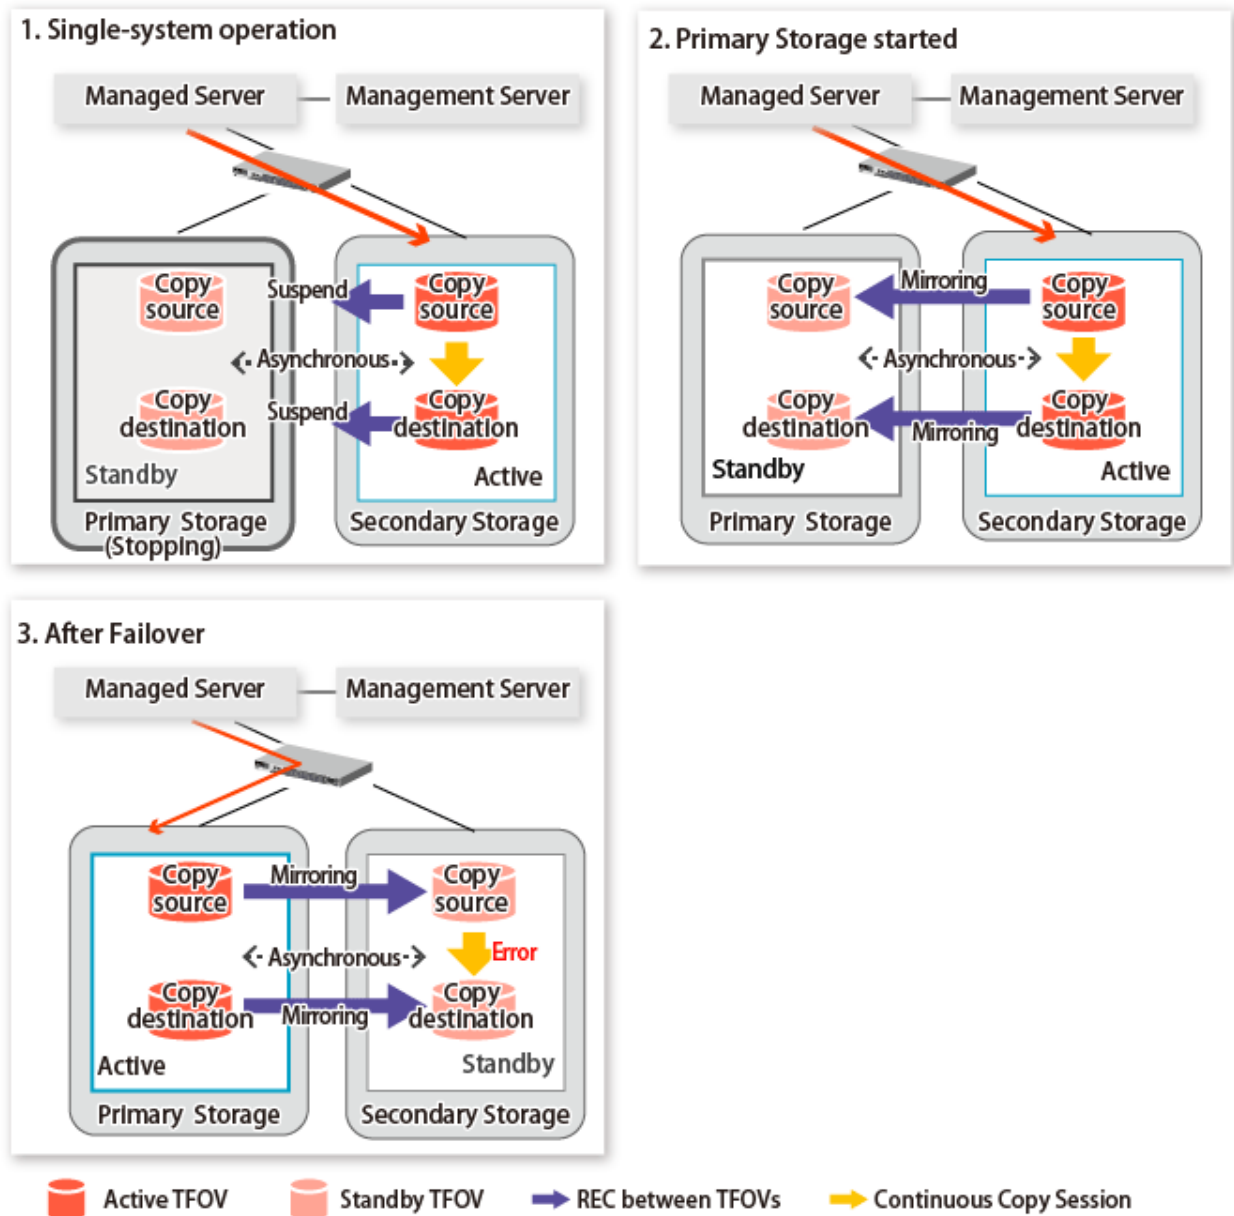 1. Single-system operation
Managed Server
Management Server
Copy
source
Suspend
Copy
source
Asynchronous
Copy
destination
Suspend
Copy
destination
Standby
Active
Primary Storage
(Stopping)
Secondary Storage
2. Primary Storage started
Managed Server
Management Server
Copy
source
Mirroring
Copy
source
Asynchronous
Copy
destination
Mirroring
Copy
destination
Standby
Active
Primary Storage
Secondary Storage
3. After Failover
Managed Server
Management Server
Copy
source
Mirroring
Copy
source
Asynchronous
Error
Copy
destination
Mirroring
Copy
destination
Active
Standby
Primary Storage
Secondary Storage
Active TFOV
Standby TFOV
REC between TFOVs
Continuous Copy Session